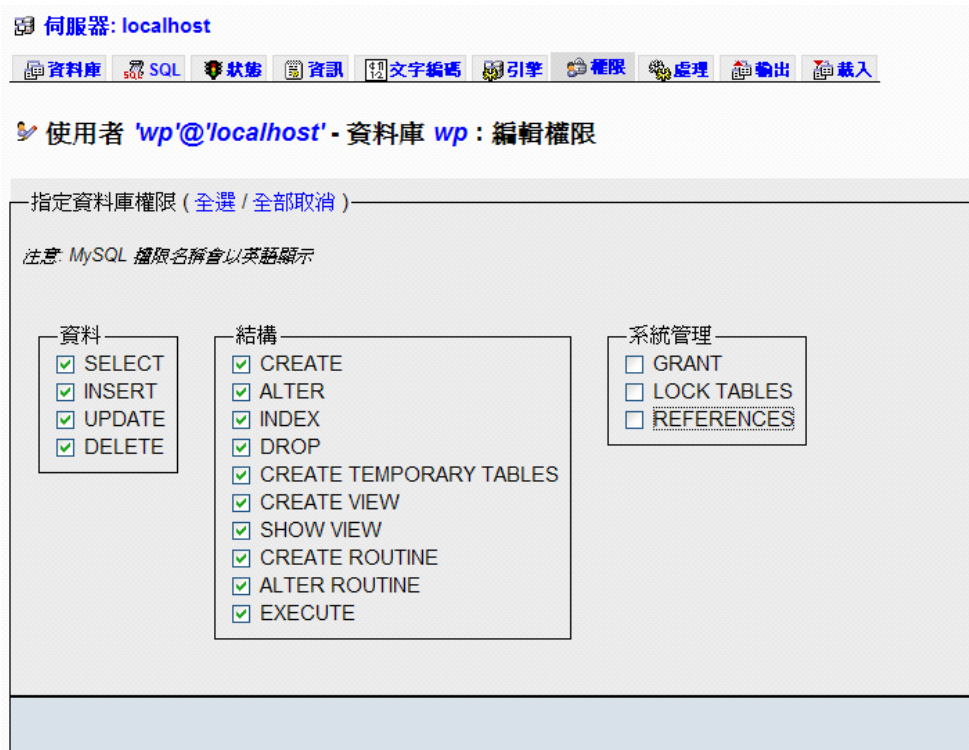 伺服器: localhost
資料庫 SQL 狀態 資訊 文字編碼 引擎 權限 處理 輸出 載入
使用者 'wp'@'localhost' - 資料庫 wp：編輯權限
指定資料庫權限 ( 全選 / 全部取消 )
注意: MySQL 權限名稱會以英語顯示
資料
SELECT
INSERT
UPDATE
DELETE
結構
CREATE
ALTER
INDEX
DROP
CREATE TEMPORARY TABLES
CREATE VIEW
SHOW VIEW
CREATE ROUTINE
ALTER ROUTINE
EXECUTE
系統管理
GRANT
LOCK TABLES
REFERENCES